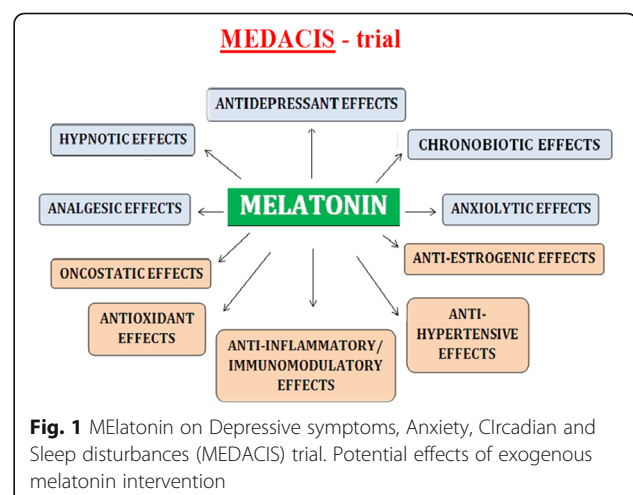 MEDACIS - trial
ANTIDEPRESSANT EFFECTS
HYPNOTIC EFFECTS
CHRONOBIOTIC EFFECTS
ANALGESIC EFFECTS
MELATONIN
ANXIOLYTIC EFFECTS
ONCOSTATIC EFFECTS
ANTI-ESTROGENIC EFFECTS
ANTIOXIDANT
EFFECTS
ANTI-INFLAMMATORY/
IMMUNOMODULATORY
EFFECTS
ANTI-
HYPERTENSIVE
EFFECTS
Fig. 1 MElatonin on Depressive symptoms, Anxiety, CIrcadian and
Sleep disturbances (MEDACIS) trial. Potential effects of exogenous
melatonin intervention